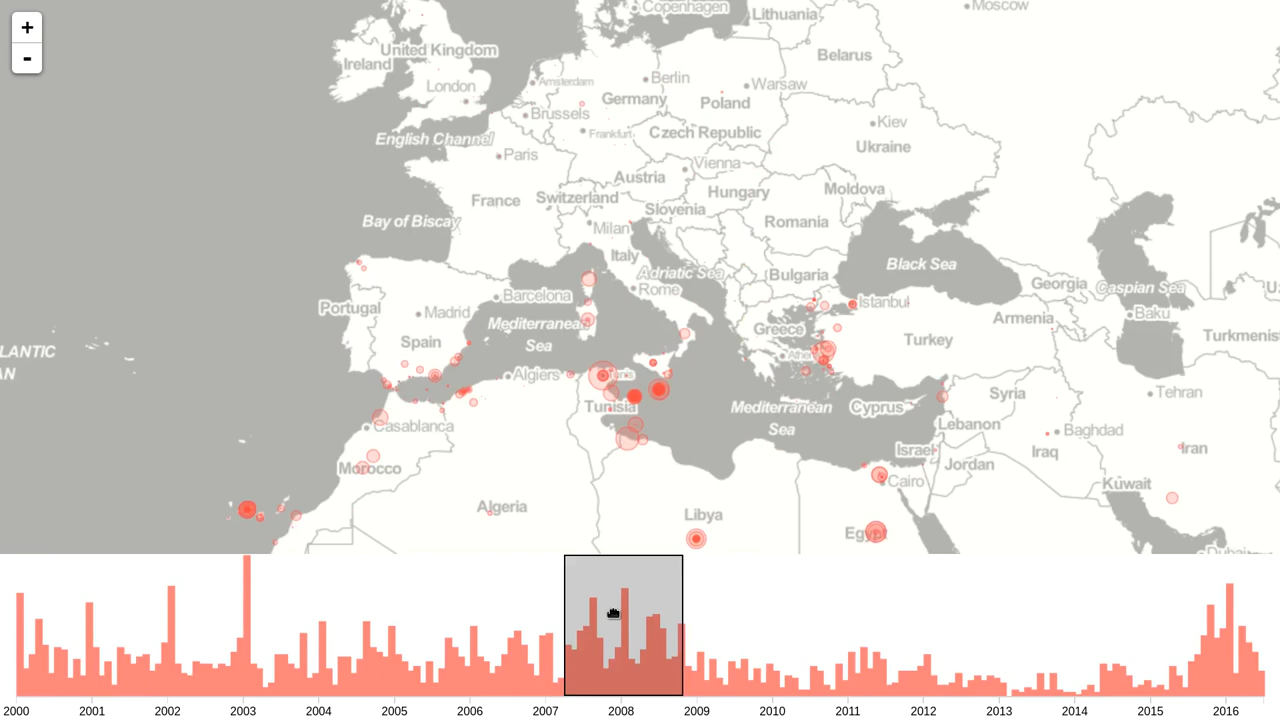 +
-
Copenhagen
Lithuania
Moscow
United Kingdom
Ireland
Belarus
London
Amsterdam
Berlin
Warsaw
Germany
Poland
Brussels
English Channel
Frankfurt
Czech Republic
Kiev
Ukraine
Paris
Vienna
Austria
France
Switzerland
Hungary
Moldova
Slovenia
Bay of Biscay
Milan
Romania
Italy
Adriatic Sea
Black Sea
Bulgaria
Georgia
Caspian Sea
Barcelona
Rome
Istanbul
Portugal
Madrid
Armenia
Baku
Mediterranean
Sea
Greece
Turkey
Turkmenis
Spain
LANTIC
AN
Algiers
Tunis
Tunisia
Mediterranean
Sea
Cyprus
Syria
Tehran
Casablanca
Lebanon
Baghdad
Israel
Iraq
Iran
Morocco
Jordan
Cairo
Kuwait
Algeria
Libya
Egypt
Dubai
2000 2001 2002 2003 2004 2005 2006 2007 2008 2009 2010 2011 2012 2013 2014 2015 2016